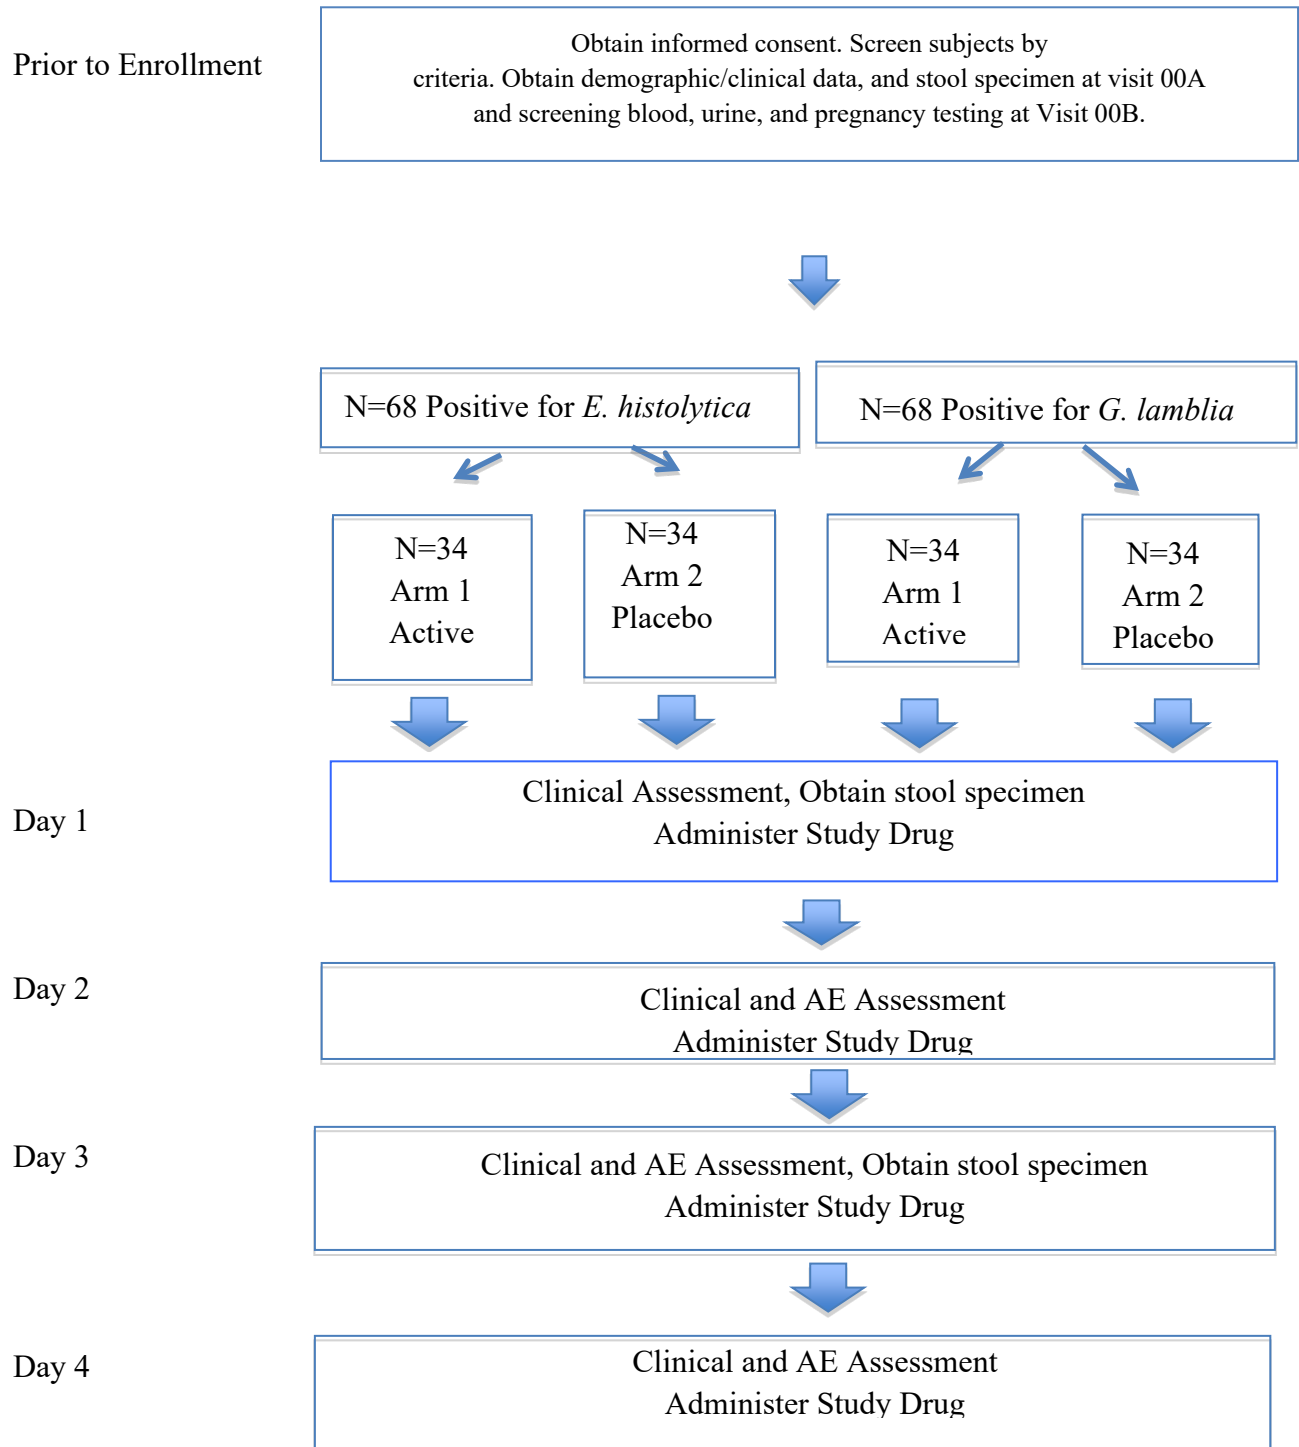 Prior to Enrollment
Obtain informed consent. Screen subjects by
criteria. Obtain demographic/clinical data, and stool specimen at visit 00A
and screening blood, urine, and pregnancy testing at Visit 00B.
N=68 Positive for E. histolytica
N=68 Positive for G. lamblia
N=34
Arm 1
Active
N=34
Arm 2
Placebo
N=34
Arm 1
Active
N=34
Arm 2
Placebo
Day 1
Clinical Assessment, Obtain stool specimen
Administer Study Drug
Day 2
Clinical and AE Assessment
Administer Study Drug
Day 3
Clinical and AE Assessment, Obtain stool specimen
Administer Study Drug
Day 4
Clinical and AE Assessment
Administer Study Drug